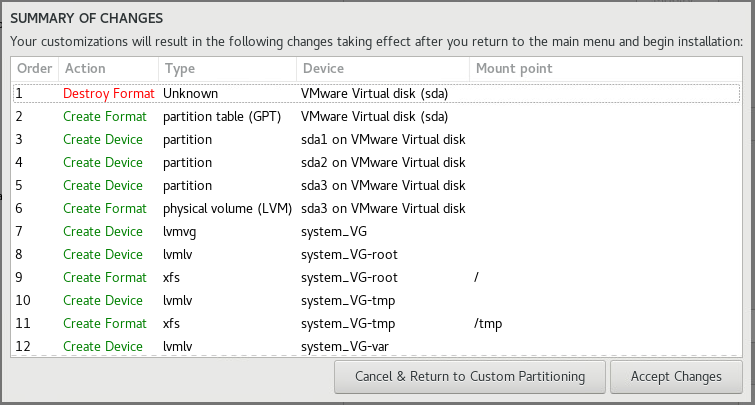 SUMMARY OF CHANGES
Your customizations will result in the following changes taking effect after you return to the main menu and begin installation:
Order Action Type Device Mount point
1 Destroy Format Unknown VMware Virtual disk (sda)
2 Create Format partition table (GPT) VMware Virtual disk (sda)
3 Create Device partition sda1 on VMware Virtual disk
4 Create Device partition sda2 on VMware Virtual disk
5 Create Device partition sda3 on VMware Virtual disk
6 Create Format physical volume (LVM) sda3 on VMware Virtual disk
7 Create Device lvmvg system_VG
8 Create Device lvmlv system_VG-root
9 Create Format xfs system_VG-root /
10 Create Device lvmlv system_VG-tmp
11 Create Format xfs system_VG-tmp /tmp
12 Create Device lvmlv system_VG-var
Cancel & Return to Custom Partitioning Accept Changes